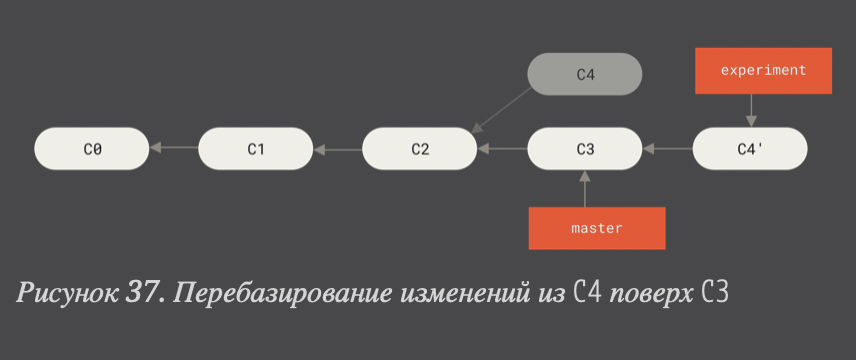 C4
experiment
C0
C1
C2
C3
C4'
master
Рисунок 37. Перебазирование изменений из C4 поверх C3